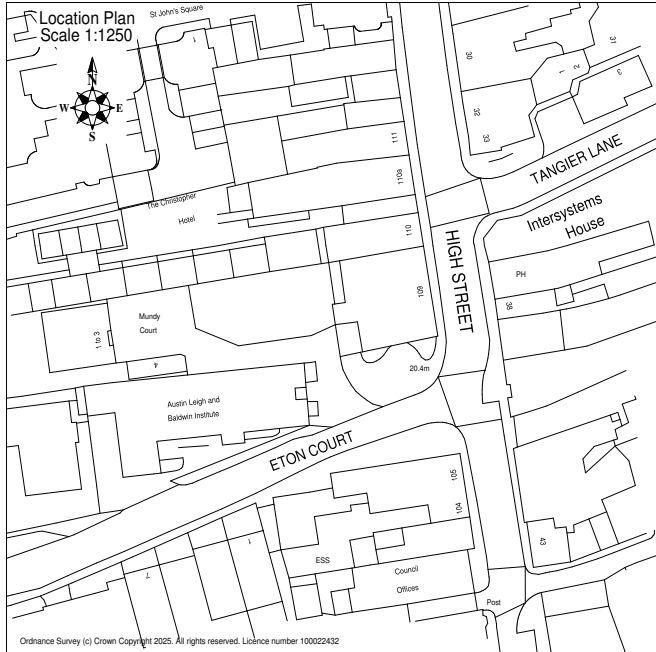 Location Plan
Scale 1:1250
St John's Square
N
W
E
S
1
30
31
32
33
1
2
3
111
110a
TANGIER LANE
The Christopher
Hotel
Intersystems
House
110
HIGH STREET
PH
109
38
Mundy
Court
1 to 3
4
20.4m
Austin Leigh and
Baldwin Institute
ETON COURT
105
104
43
1
7
ESS
Council
Offices
Post
Ordnance Survey (c) Crown Copyright 2025. All rights reserved. Licence number 100022432